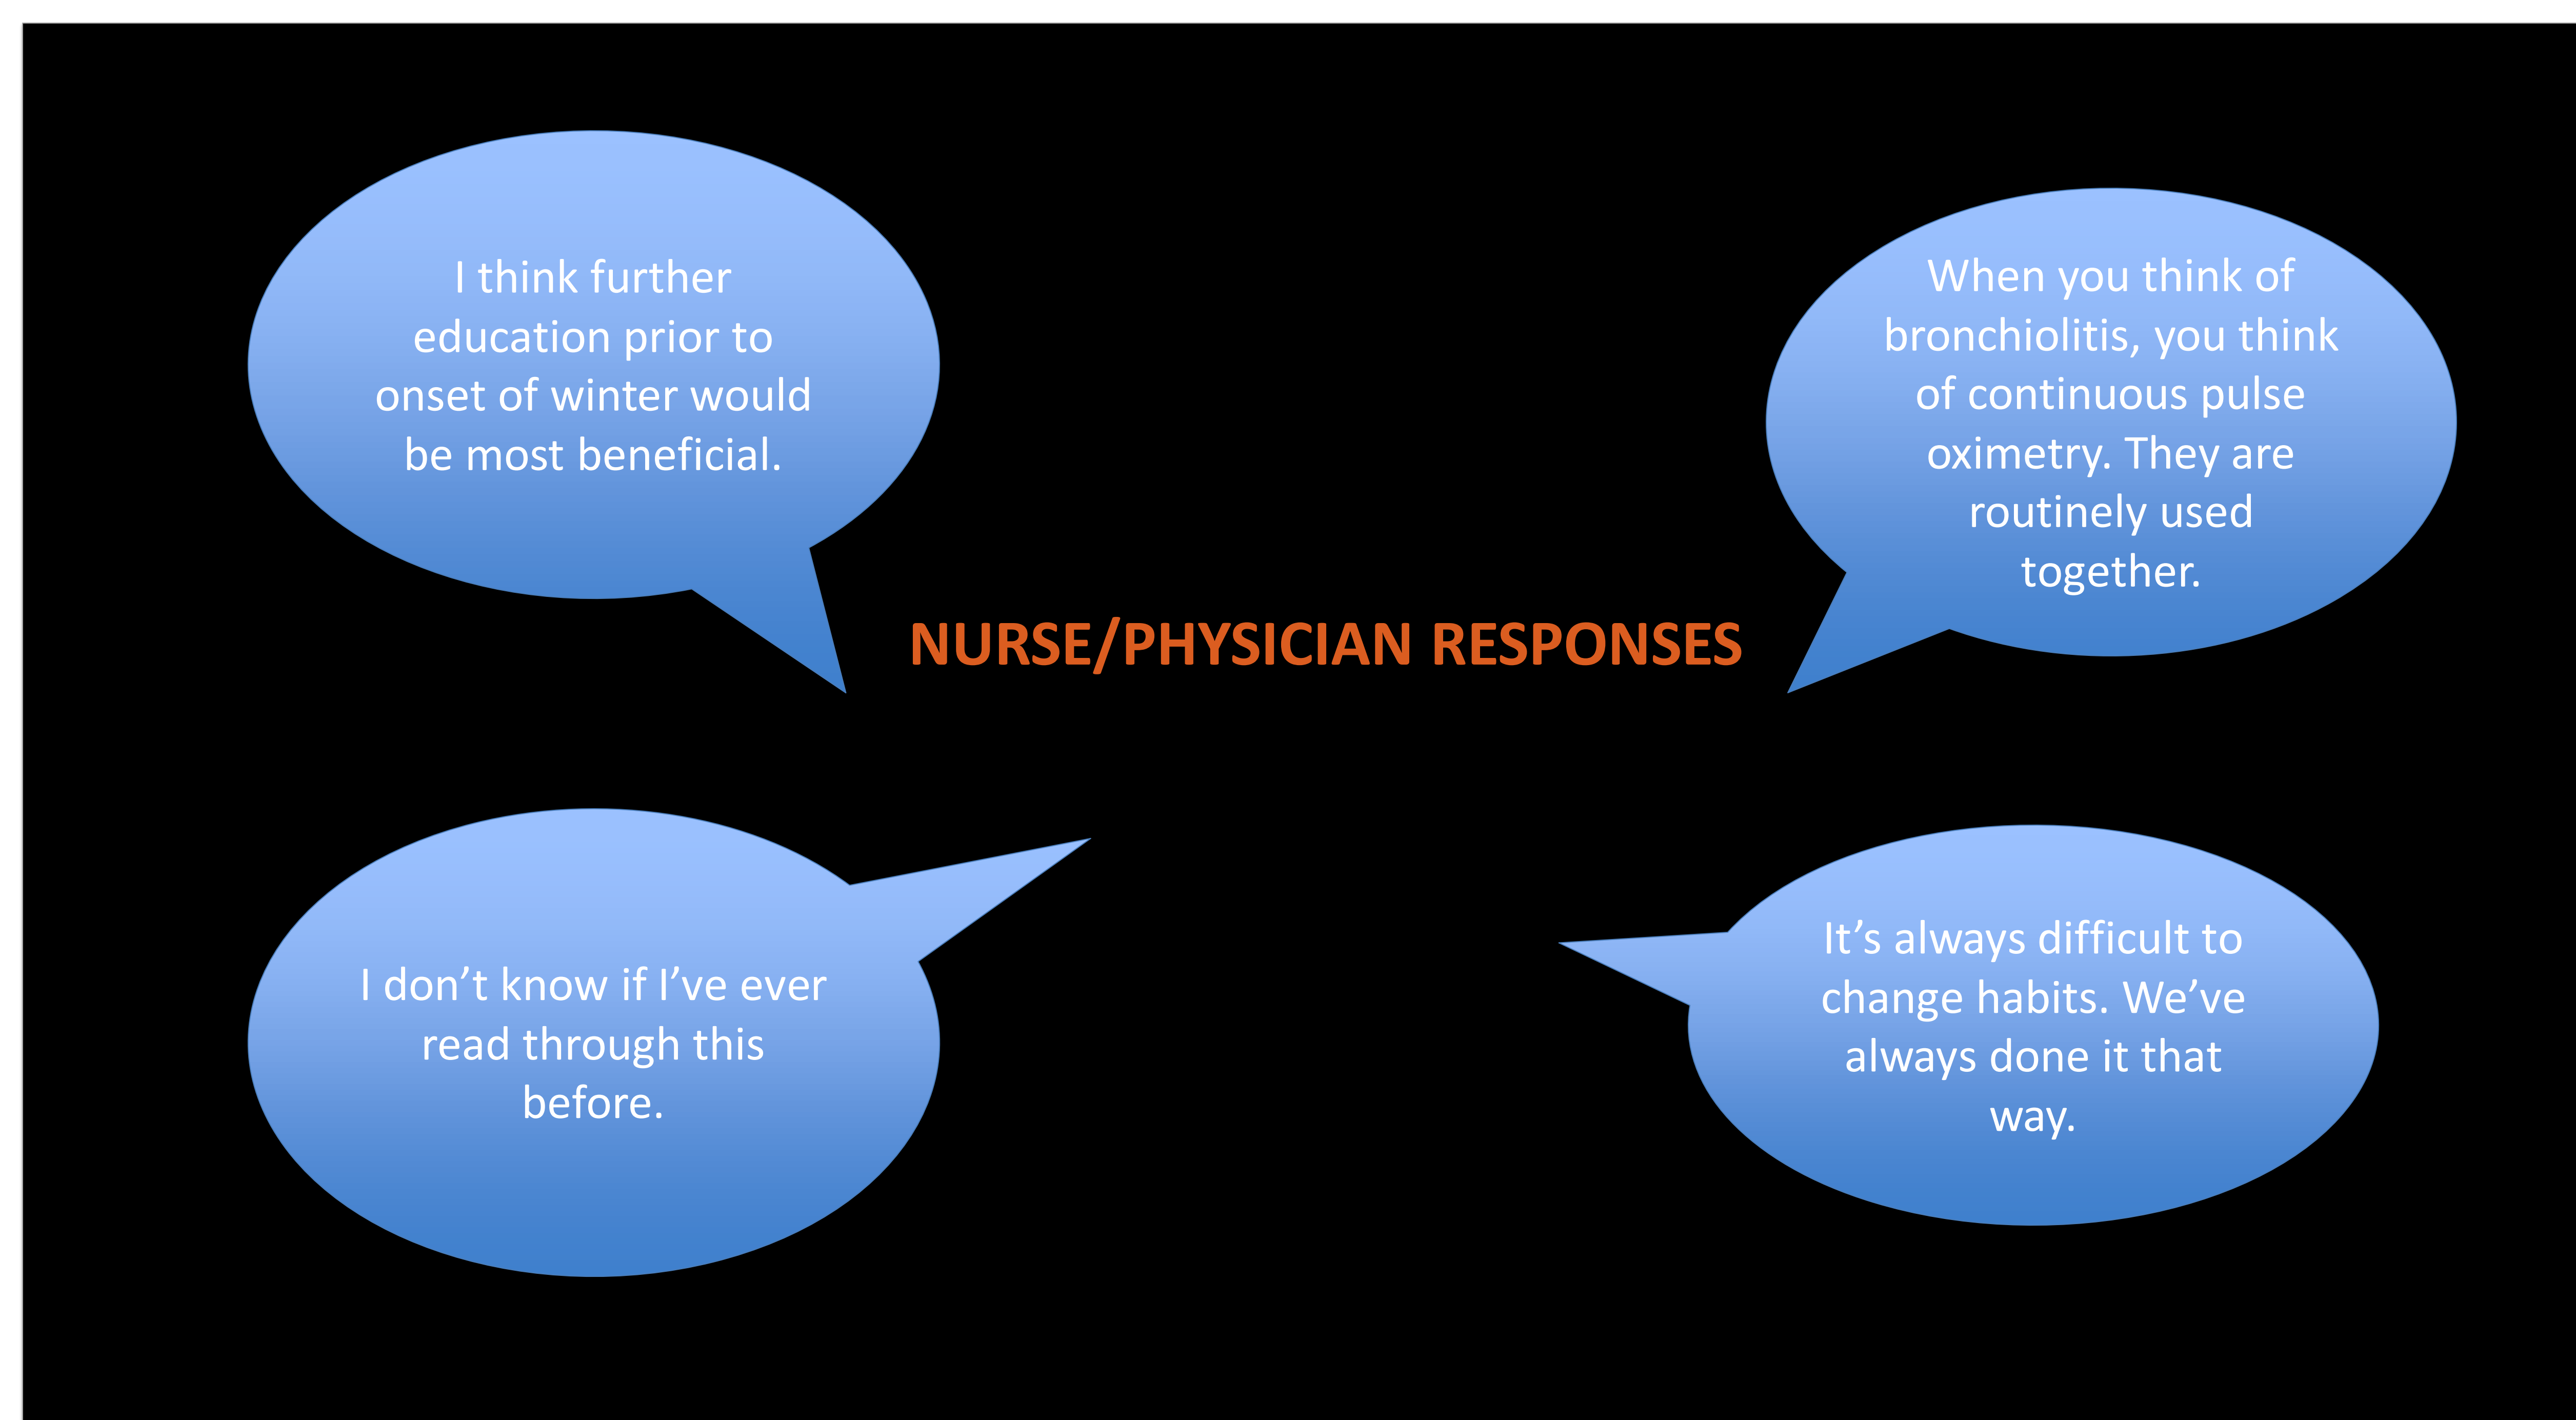 I think further
education prior to
onset of winter would
be most beneficial.
When you think of
bronchiolitis, you think
of continuous pulse
oximetry. They are
routinely used
together.
NURSE/PHYSICIAN RESPONSES
I don’t know if I’ve ever
read through this
before.
It’s always difficult to
change habits. We’ve
always done it that
way.